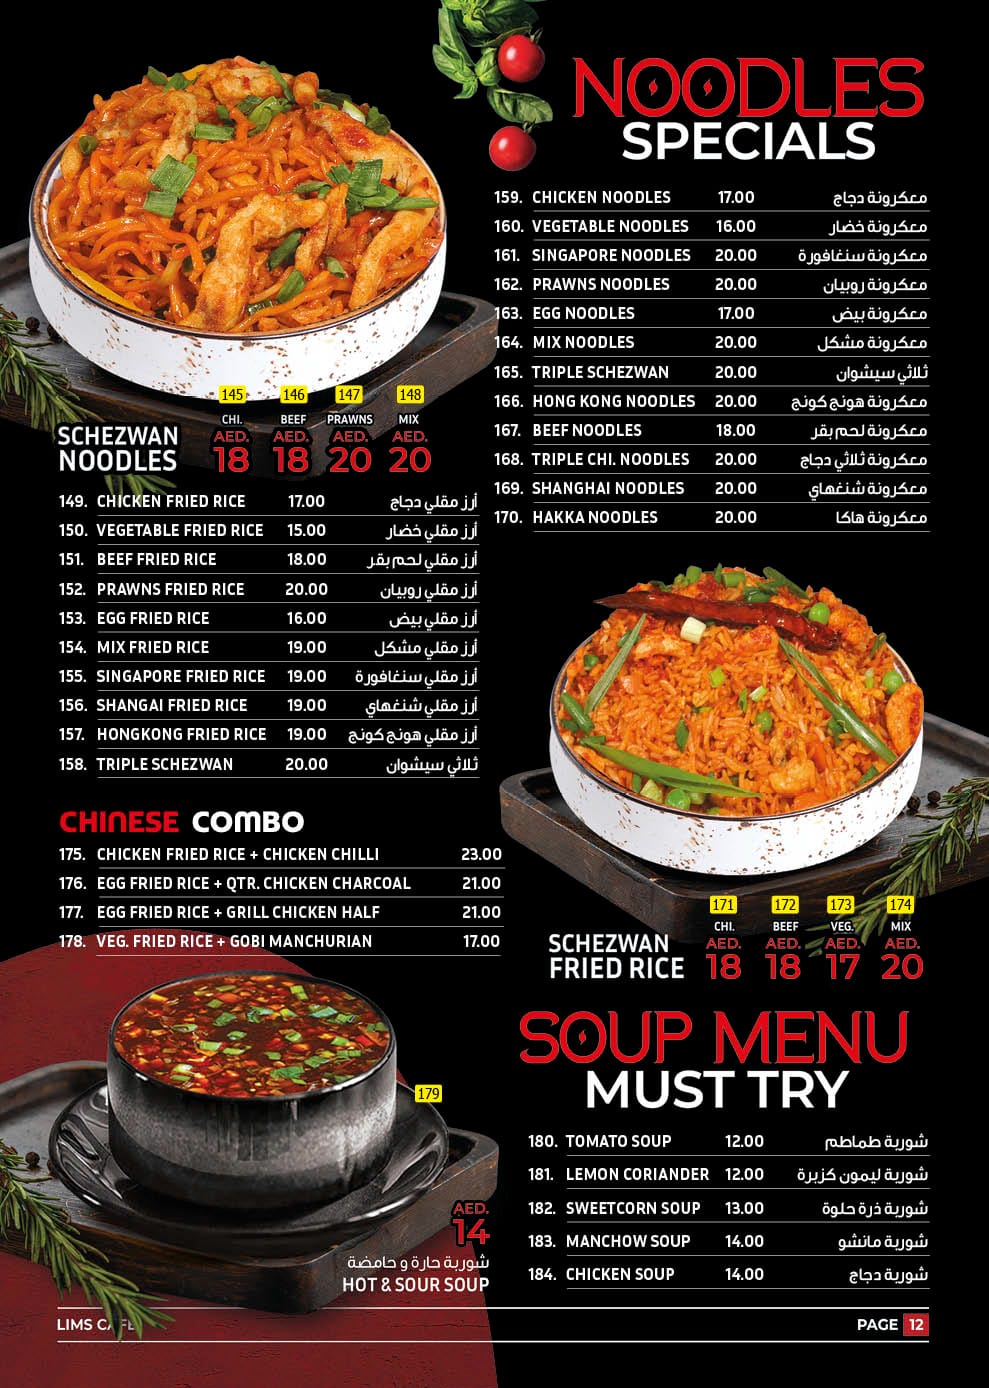 NOODLES
SPECIALS
159. CHICKEN NOODLES 17.00 معكرونة دجاج
160. VEGETABLE NOODLES 16.00 معكرونة خضار
161. SINGAPORE NOODLES 20.00 معكرونة سنغافورة
162. PRAWNS NOODLES 20.00 معكرونة روبيان
163. EGG NOODLES 17.00 معكرونة بيض
164. MIX NOODLES 20.00 معكرونة مشكل
165. TRIPLE SCHEZWAN 20.00 ثلاثي سيشوان
166. HONG KONG NOODLES 20.00 معكرونة هونج كونج
167. BEEF NOODLES 18.00 معكرونة لحم بقر
168. TRIPLE CHI. NOODLES 20.00 معكرونة ثلاثي دجاج
169. SHANGHAI NOODLES 20.00 معكرونة شنغهاي
170. HAKKA NOODLES 20.00 معكرونة هاكا
145 146 147 148
CHI. BEEF PRAWNS MIX
SCHEZWAN NOODLES
AED. 18 AED. 18 AED. 20 AED. 20
149. CHICKEN FRIED RICE 17.00 أرز مقلي دجاج
150. VEGETABLE FRIED RICE 15.00 أرز مقلي خضار
151. BEEF FRIED RICE 18.00 أرز مقلي لحم بقر
152. PRAWNS FRIED RICE 20.00 أرز مقلي روبيان
153. EGG FRIED RICE 16.00 أرز مقلي بيض
154. MIX FRIED RICE 19.00 أرز مقلي مشكل
155. SINGAPORE FRIED RICE 19.00 أرز مقلي سنغافورة
156. SHANGAI FRIED RICE 19.00 أرز مقلي شنغهاي
157. HONGKONG FRIED RICE 19.00 أرز مقلي هونج كونج
158. TRIPLE SCHEZWAN 20.00 ثلاثي سيشوان
CHINESE COMBO
175. CHICKEN FRIED RICE + CHICKEN CHILLI 23.00
176. EGG FRIED RICE + QTR. CHICKEN CHARCOAL 21.00
177. EGG FRIED RICE + GRILL CHICKEN HALF 21.00
178. VEG. FRIED RICE + GOBI MANCHURIAN 17.00
171 172 173 174
CHI. BEEF VEG. MIX
SCHEZWAN FRIED RICE
AED. 18 AED. 18 AED. 17 AED. 20
179
AED.
14
شوربة حارة و حامضة
HOT & SOUR SOUP
SOUP MENU
MUST TRY
180. TOMATO SOUP 12.00 شوربة طماطم
181. LEMON CORIANDER 12.00 شوربة ليمون كزبرة
182. SWEETCORN SOUP 13.00 شوربة ذرة حلوة
183. MANCHOW SOUP 14.00 شوربة مانشو
184. CHICKEN SOUP 14.00 شوربة دجاج
LIMS CAFE
PAGE 12